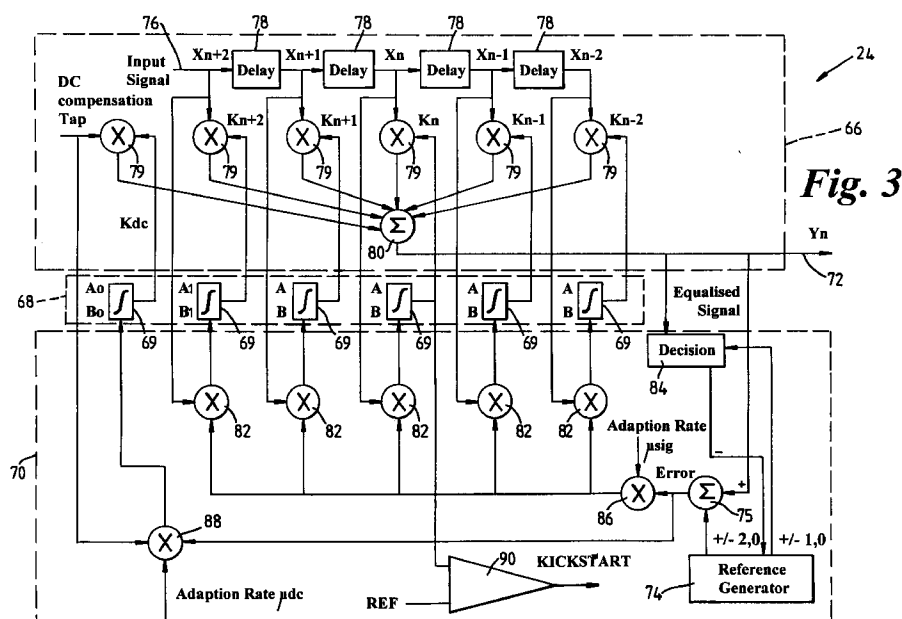 76
78
78
78
78
Xn+2
Xn+1
Xn
Xn-1
Xn-2
24
Input
Signal
Delay
Delay
Delay
Delay
DC
compensation
Tap
Kn+2
Kn+1
Kn
Kn-1
Kn-2
66
X
X
X
X
X
X
79
79
79
79
79
79
Fig. 3
Kdc
Σ
80
Yn
72
68
A0
B0
∫
69
A1
B1
∫
69
A
B
∫
69
A
B
∫
69
A
B
∫
69
A
B
∫
69
Equalised
Signal
Decision
84
X
X
X
X
X
82
82
82
82
82
70
Adaption Rate
μsig
Error
−
+
X
86
Σ
75
X
88
+/- 2,0
+/- 1,0
90
KICKSTART
74
Reference
Generator
REF
Adaption Rate μdc